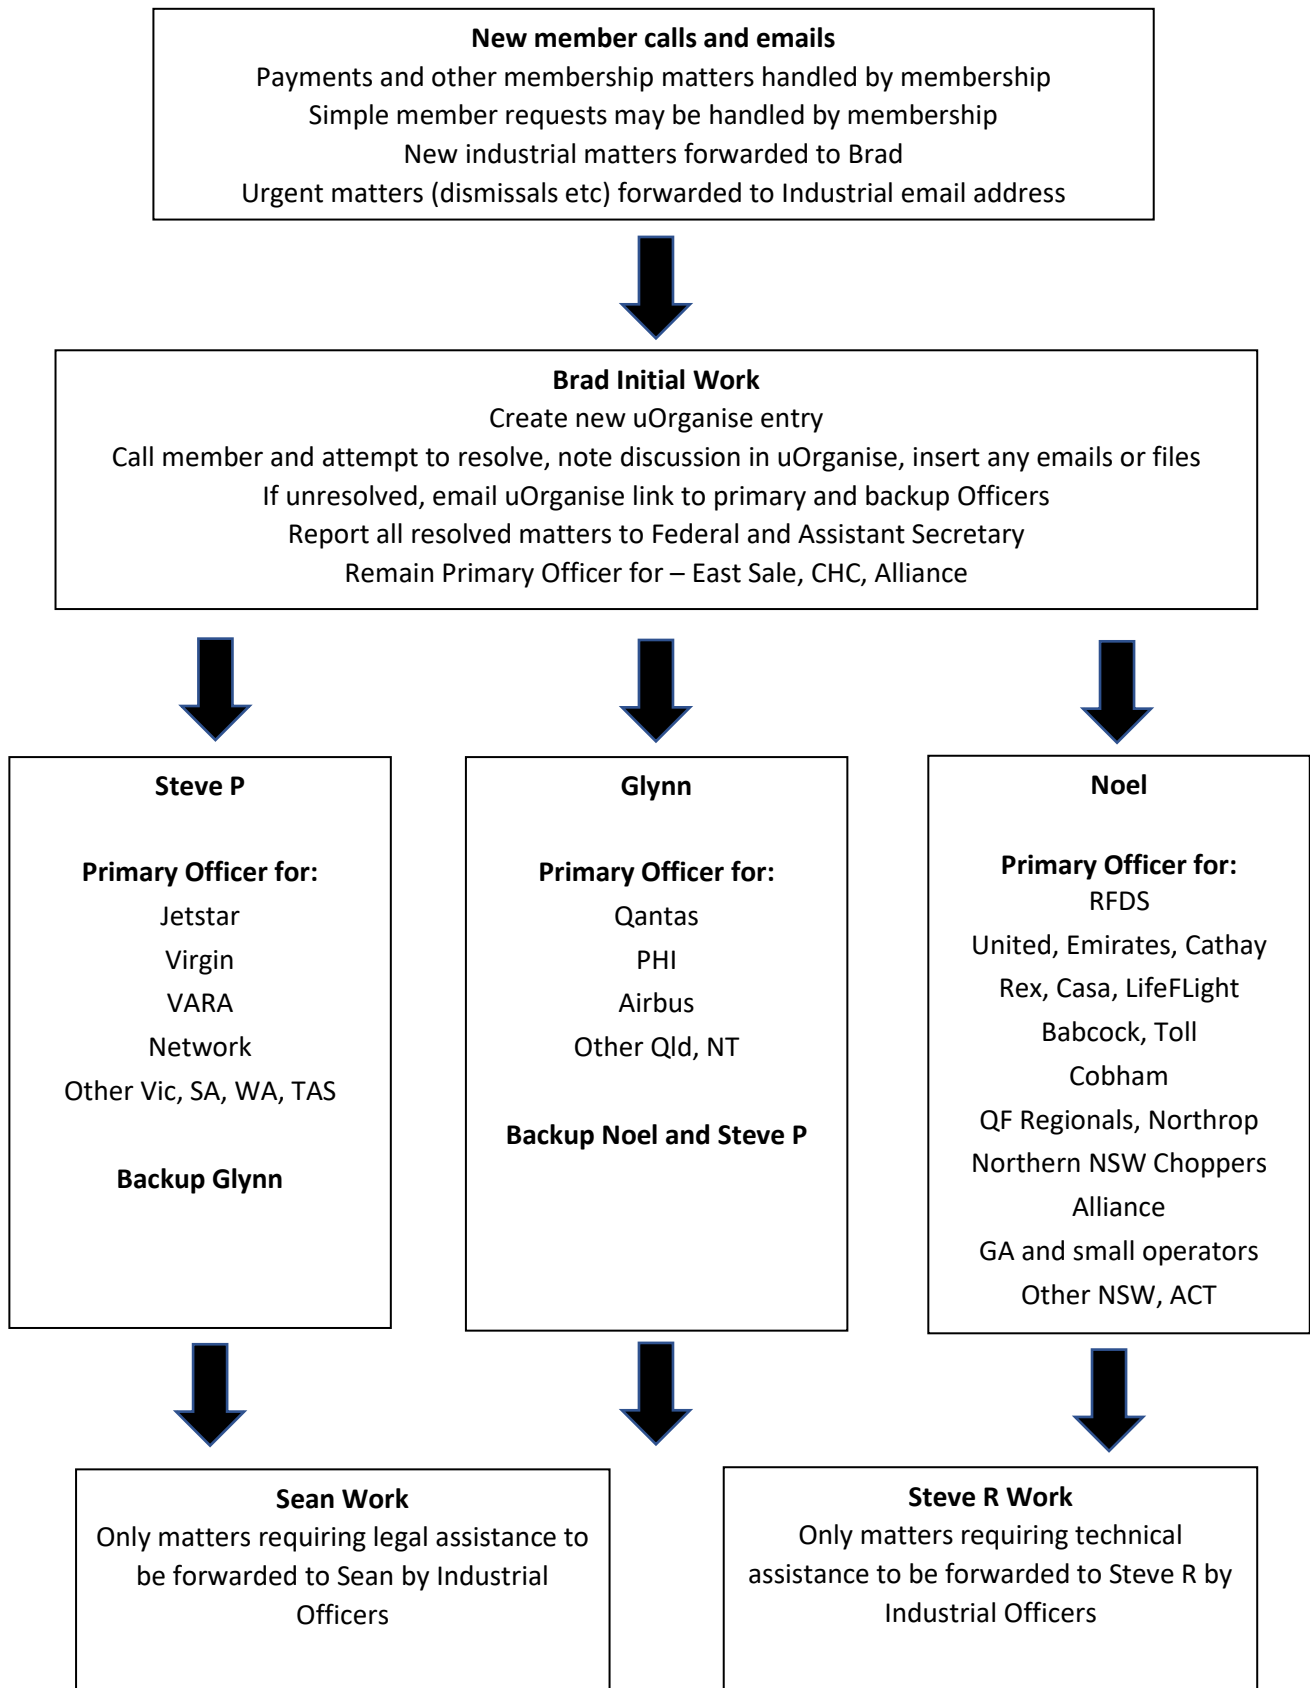 New member calls and emails
Payments and other membership matters handled by membership
Simple member requests may be handled by membership
New industrial matters forwarded to Brad
Urgent matters (dismissals etc) forwarded to Industrial email address
Brad Initial Work
Create new uOrganise entry
Call member and attempt to resolve, note discussion in uOrganise, insert any emails or files
If unresolved, email uOrganise link to primary and backup Officers
Report all resolved matters to Federal and Assistant Secretary
Remain Primary Officer for – East Sale, CHC, Alliance
Steve P
Primary Officer for:
Jetstar
Virgin
VARA
Network
Other Vic, SA, WA, TAS
Backup Glynn
Glynn
Primary Officer for:
Qantas
PHI
Airbus
Other Qld, NT
Backup Noel and Steve P
Noel
Primary Officer for:
RFDS
United, Emirates, Cathay
Rex, Casa, LifeFLight
Babcock, Toll
Cobham
QF Regionals, Northrop
Northern NSW Choppers
Alliance
GA and small operators
Other NSW, ACT
Sean Work
Only matters requiring legal assistance to
be forwarded to Sean by Industrial
Officers
Steve R Work
Only matters requiring technical
assistance to be forwarded to Steve R by
Industrial Officers